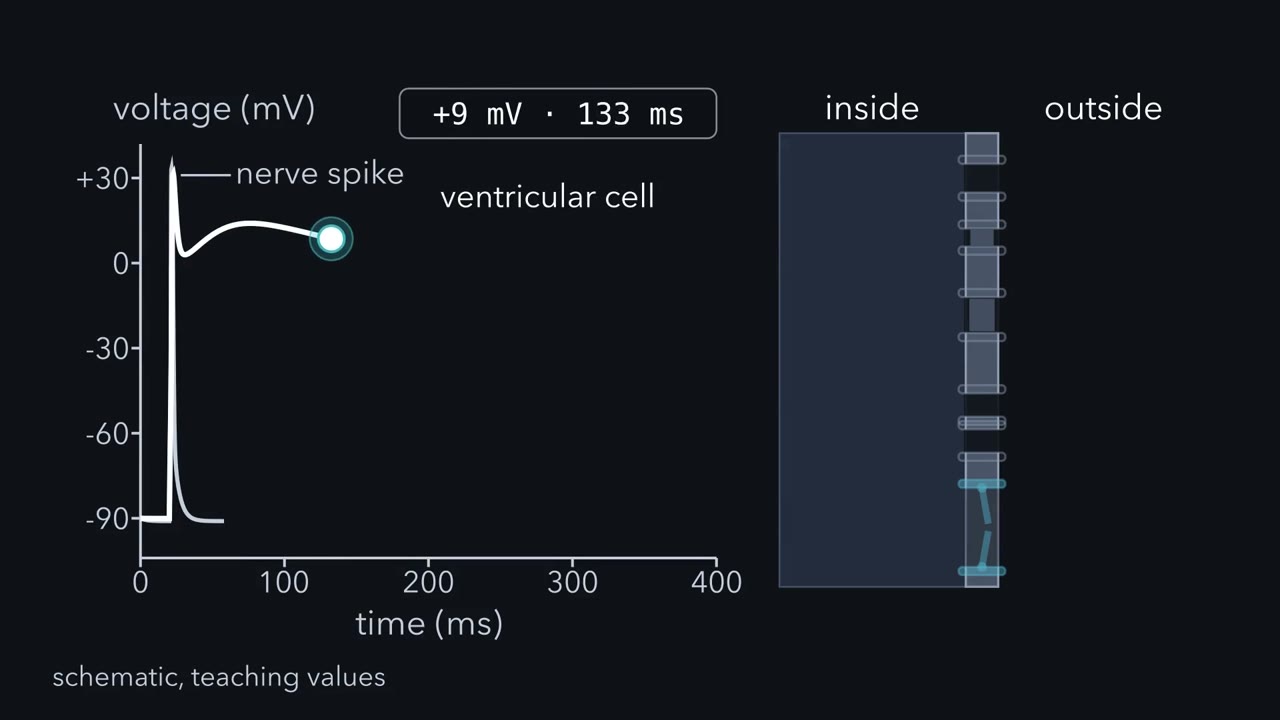 voltage (mV)
+9 mV · 133 ms
inside
outside
+30
nerve spike
ventricular cell
0
-30
-60
-90
0
100
200
300
400
time (ms)
schematic, teaching values